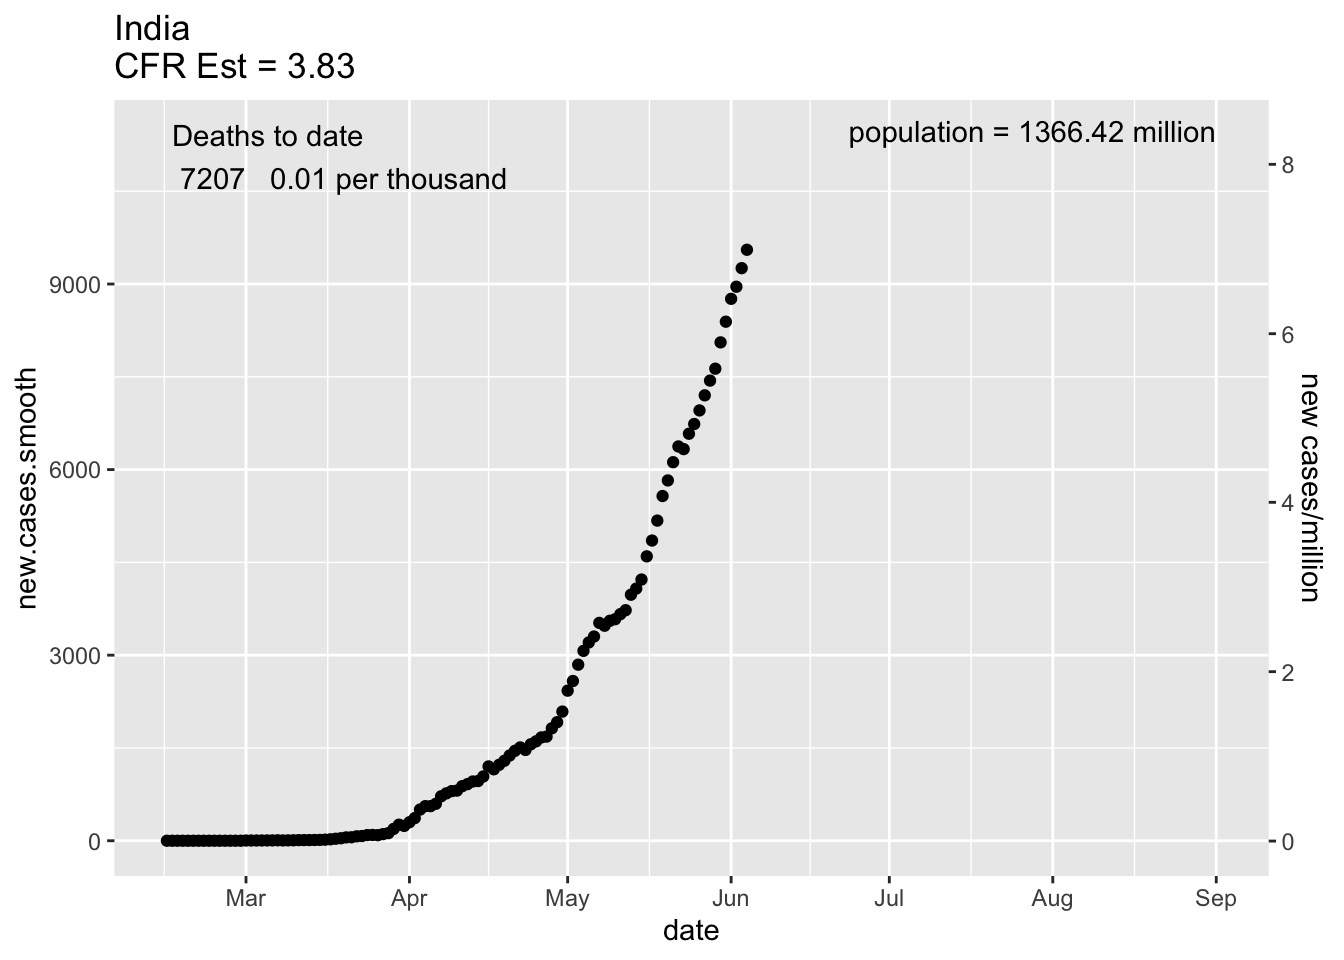 India
CFR Est = 3.83
Deaths to date
7207 0.01 per thousand
population = 1366.42 million
new.cases.smooth
9000
6000
3000
0
8
6
4
2
0
new cases/million
Mar Apr May Jun Jul Aug Sep
date